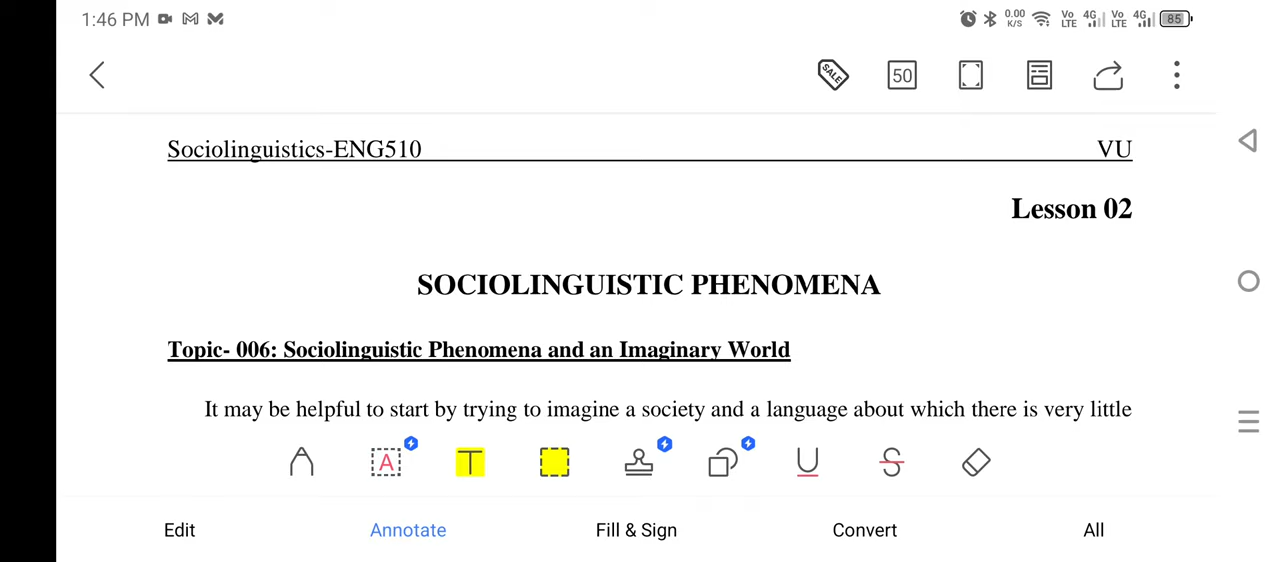 1:46 PM
0.00 K/S Vo LTE 4G Vo LTE 4G 85
SALE 50
Sociolinguistics-ENG510 VU
Lesson 02
SOCIOLINGUISTIC PHENOMENA
Topic- 006: Sociolinguistic Phenomena and an Imaginary World
It may be helpful to start by trying to imagine a society and a language about which there is very little
A T U S
Edit Annotate Fill & Sign Convert All